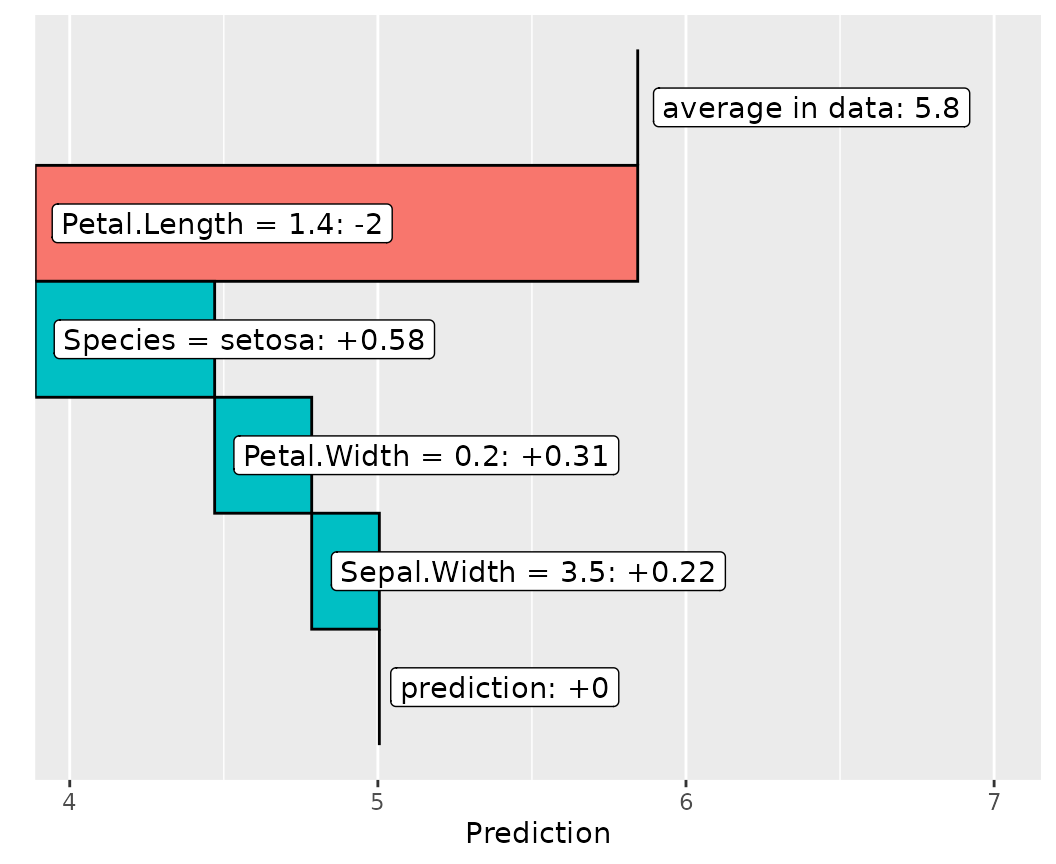 average in data: 5.8
Petal.Length = 1.4: -2
Species = setosa: +0.58
Petal.Width = 0.2: +0.31
Sepal.Width = 3.5: +0.22
prediction: +0
4 5 6 7
Prediction